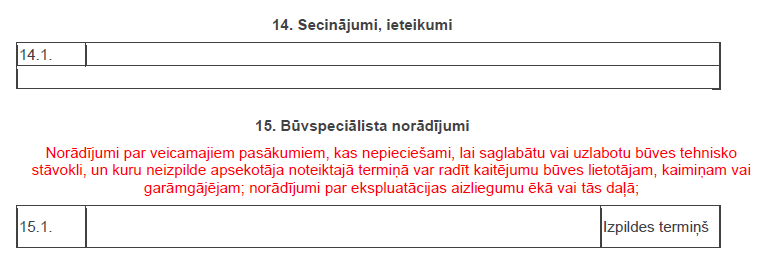 14. Secinājumi, ieteikumi
14.1.
15. Būvspeciālista norādījumi
Norādījumi par veicamajiem pasākumiem, kas nepieciešami, lai saglabātu vai uzlabotu būves tehnisko
stāvokli, un kuru neizpilde apsekotāja noteiktajā termiņā var radīt kaitējumu būves lietotājam, kaimiņam vai
garāmgājējam; norādījumi par ekspluatācijas aizliegumu ēkā vai tās daļā;
15.1. Izpildes termiņš